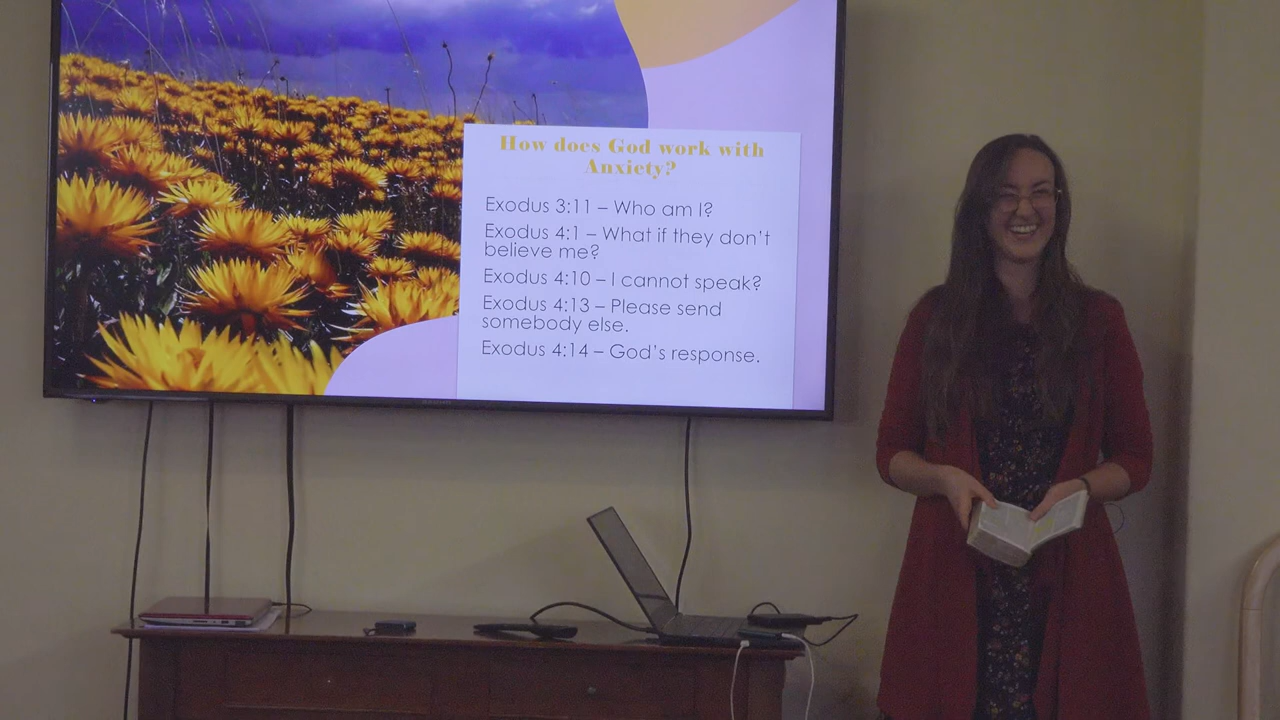 How does God work with
Anxiety?
Exodus 3:11 – Who am I?
Exodus 4:1 – What if they don't
believe me?
Exodus 4:10 – I cannot speak?
Exodus 4:13 – Please send
somebody else.
Exodus 4:14 – God's response.